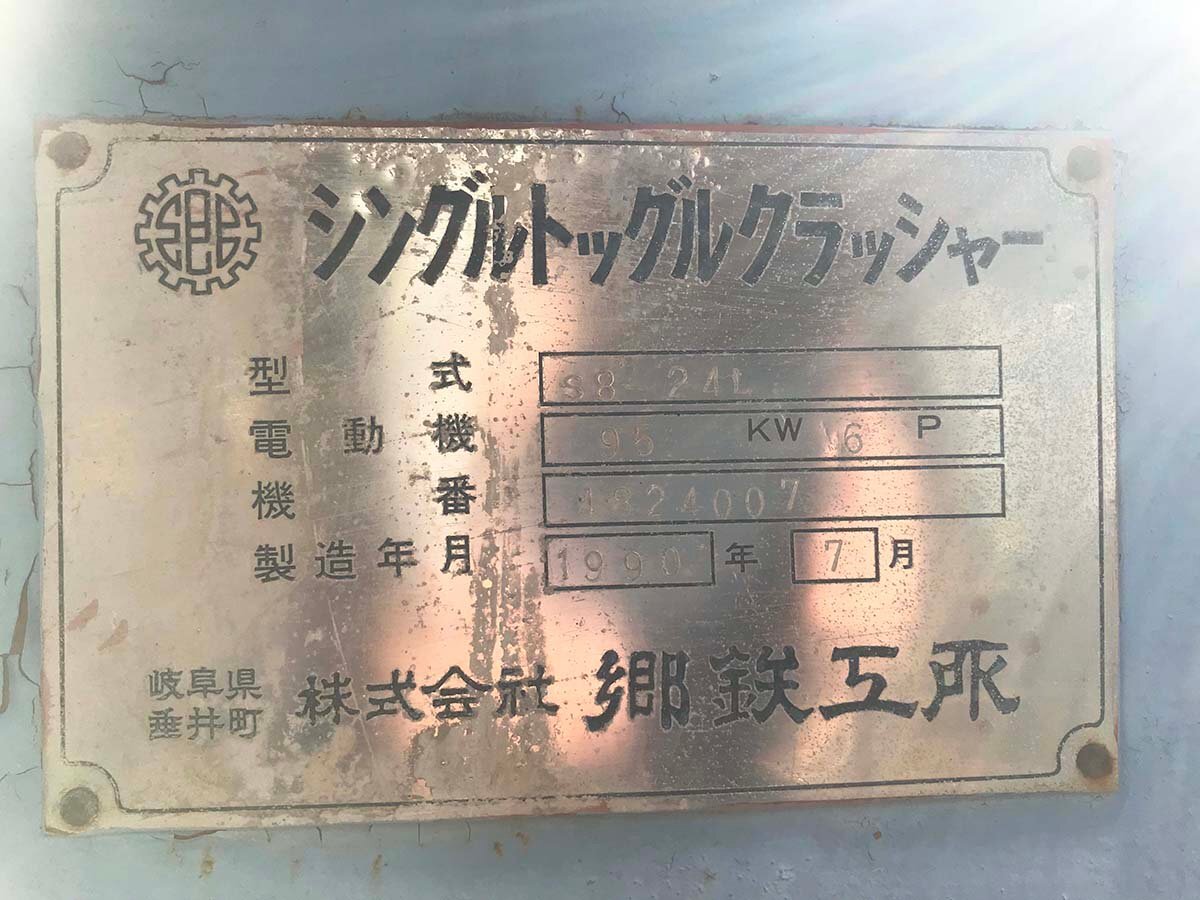 シングルトッグルクラッシャー
型式 S8-24L
電動機 95 KW 6 P
機番 1824007
製造年月 1990 年 7 月
岐阜県
垂井町
株式会社 郷鉄工所